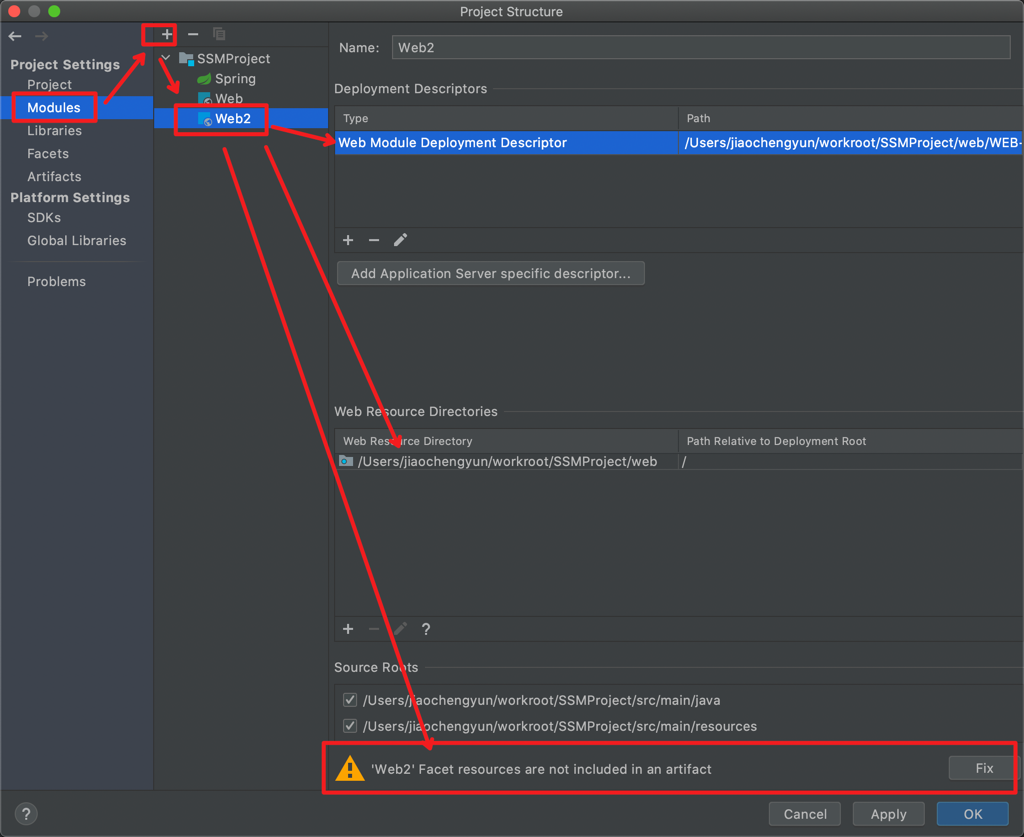 Project Structure
Project Settings
Project
Modules
Libraries
Facets
Artifacts
Platform Settings
SDKs
Global Libraries
Problems
SSMProject
Spring
Web
Web2
Name: Web2
Deployment Descriptors
Type Path
Web Module Deployment Descriptor /Users/jiaochengyun/workroot/SSMProject/web/WEB-
Add Application Server specific descriptor...
Web Resource Directories
Web Resource Directory Path Relative to Deployment Root
/Users/jiaochengyun/workroot/SSMProject/web /
?
Source Roots
/Users/jiaochengyun/workroot/SSMProject/src/main/java
/Users/jiaochengyun/workroot/SSMProject/src/main/resources
'Web2' Facet resources are not included in an artifact Fix
? Cancel Apply OK